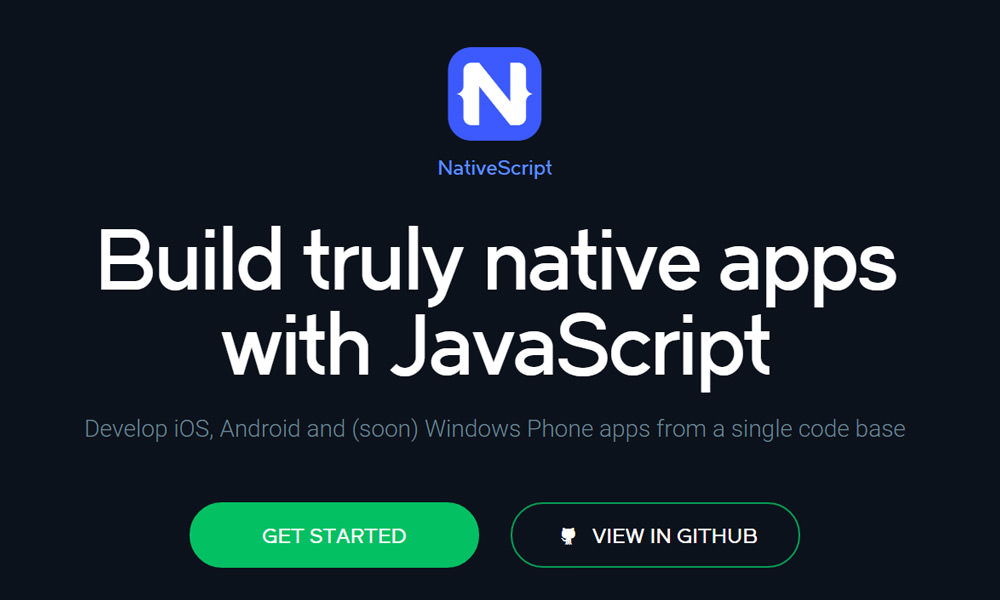 N
NativeScript
Build truly native apps
with JavaScript
Develop iOS, Android and (soon) Windows Phone apps from a single code base
GET STARTED
VIEW IN GITHUB